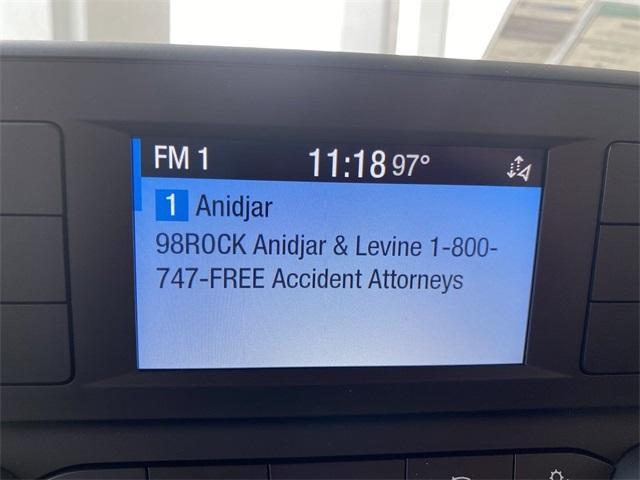 FM 1 11:18 97°
1 Anidjar
98ROCK Anidjar & Levine 1-800-
747-FREE Accident Attorneys